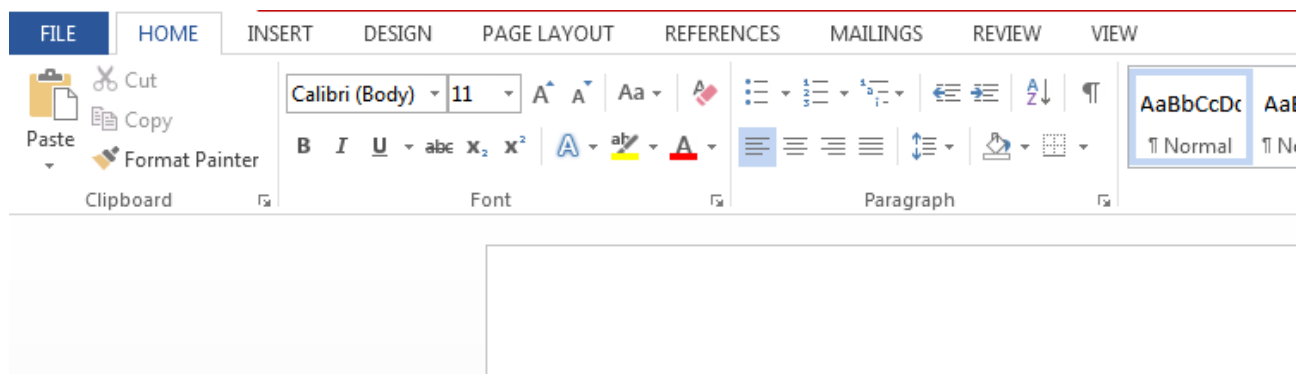 FILE HOME INSERT DESIGN PAGE LAYOUT REFERENCES MAILINGS REVIEW VIEW
Cut
Copy
Format Painter
Paste
Clipboard
Calibri (Body) 11 A A Aa
B I U abc X₂ X² A ab A
Font
A Z ¶
Paragraph
AaBbCcDc AaB
¶ Normal ¶ No